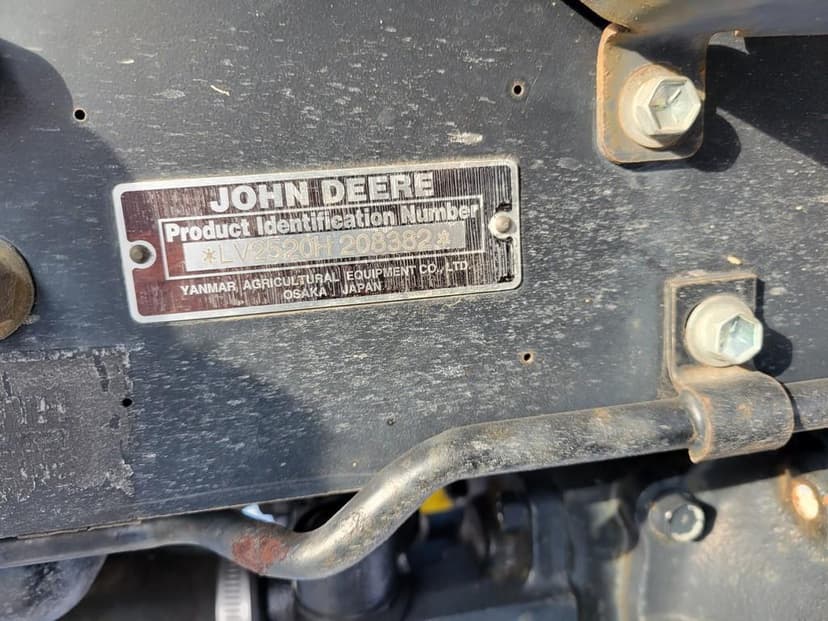 JOHN DEERE
Product Identification Number
*LV2520H 208382*
YANMAR AGRICULTURAL EQUIPMENT CO., LTD.
OSAKA JAPAN